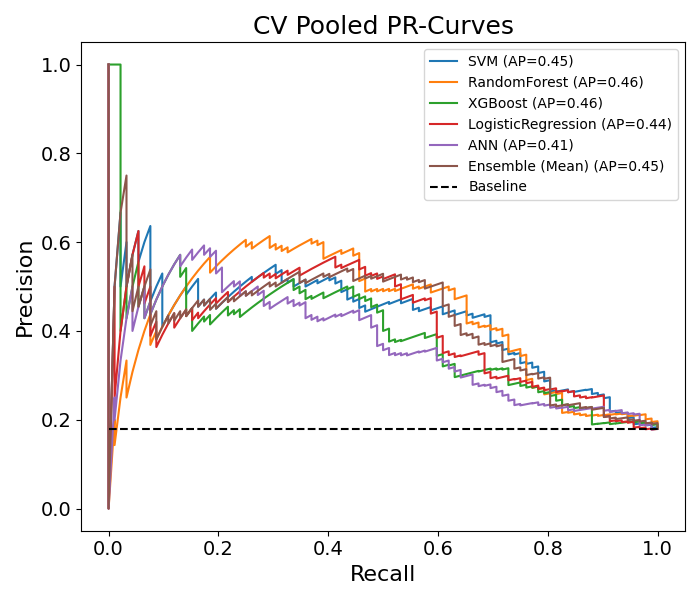 CV Pooled PR-Curves
SVM (AP=0.45)
RandomForest (AP=0.46)
XGBoost (AP=0.46)
LogisticRegression (AP=0.44)
ANN (AP=0.41)
Ensemble (Mean) (AP=0.45)
Baseline
Precision
1.0
0.8
0.6
0.4
0.2
0.0
0.0 0.2 0.4 0.6 0.8 1.0
Recall